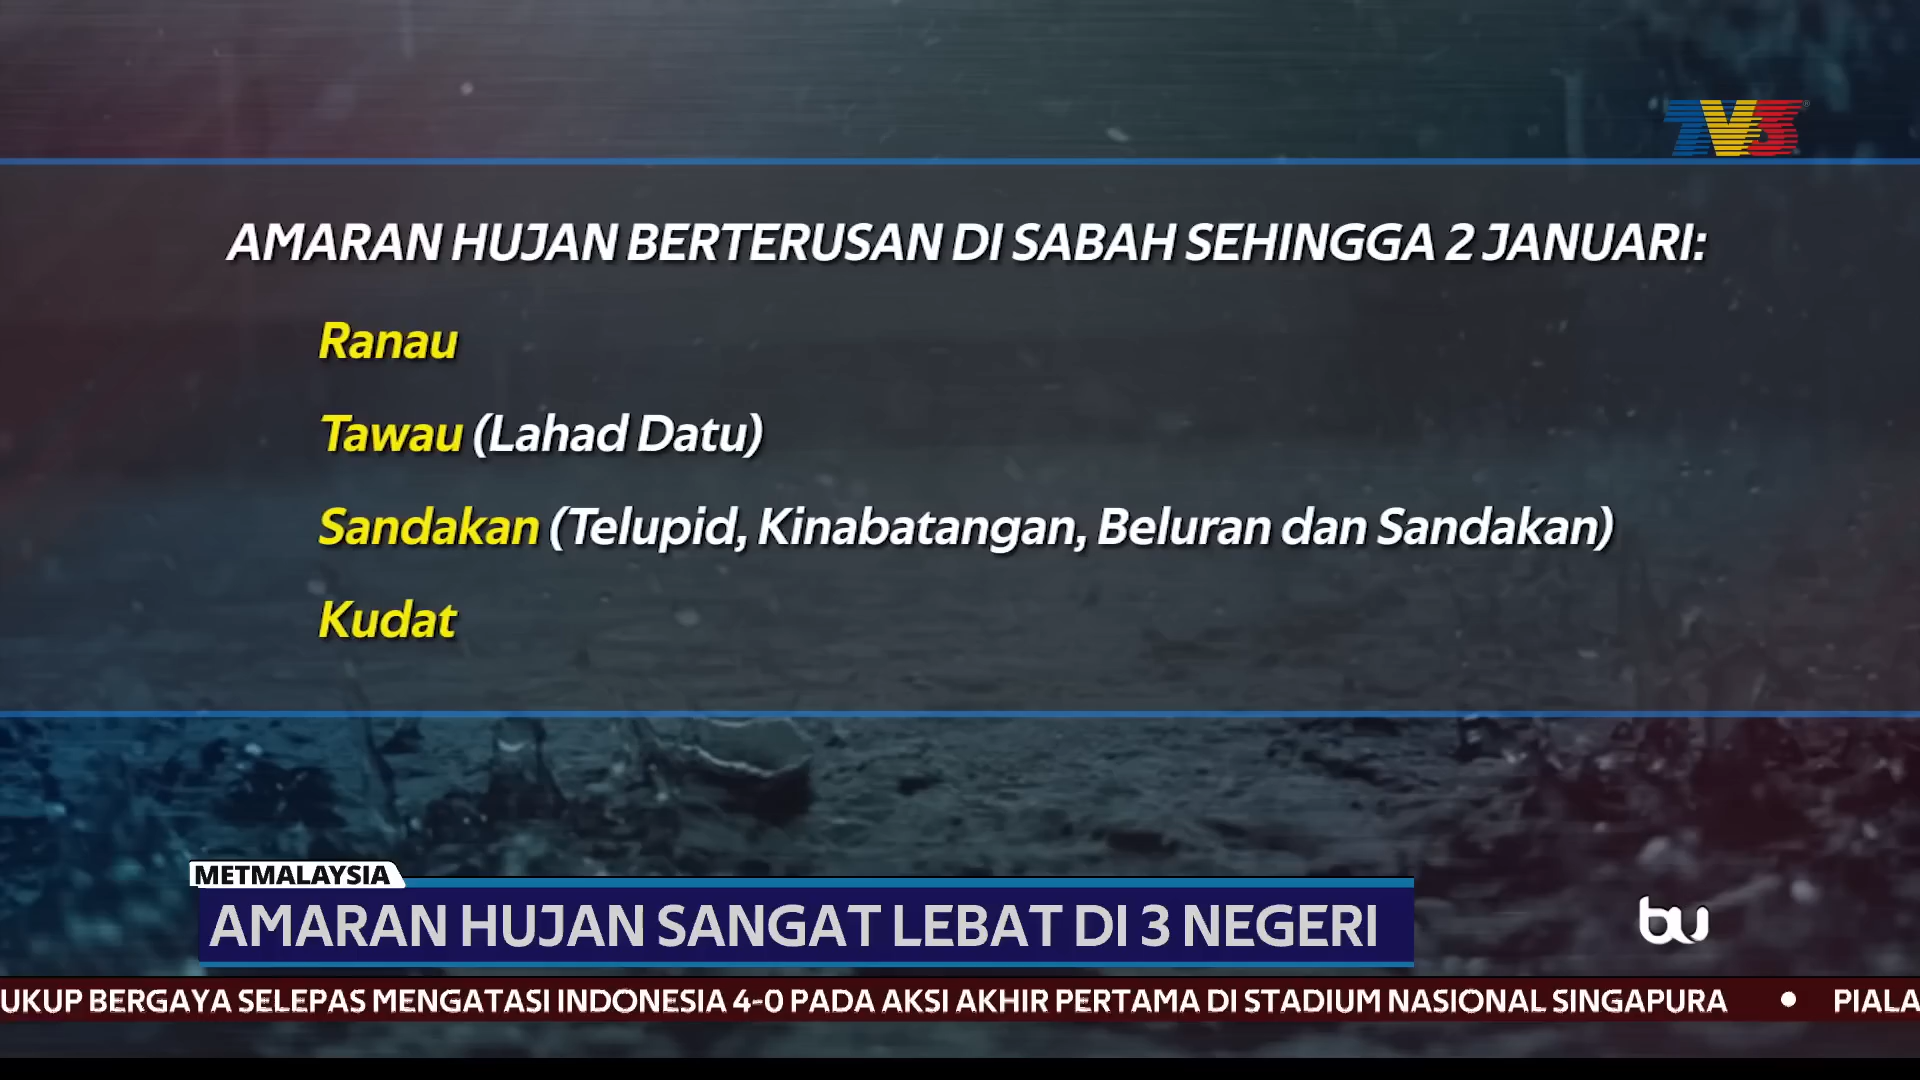 TV3
AMARAN HUJAN BERTERUSAN DI SABAH SEHINGGA 2 JANUARI:
Ranau
Tawau (Lahad Datu)
Sandakan (Telupid, Kinabatangan, Beluran dan Sandakan)
Kudat
METMALAYSIA
AMARAN HUJAN SANGAT LEBAT DI 3 NEGERI
bu
UKUP BERGAYA SELEPAS MENGATASI INDONESIA 4-0 PADA AKSI AKHIR PERTAMA DI STADIUM NASIONAL SINGAPURA • PIALA